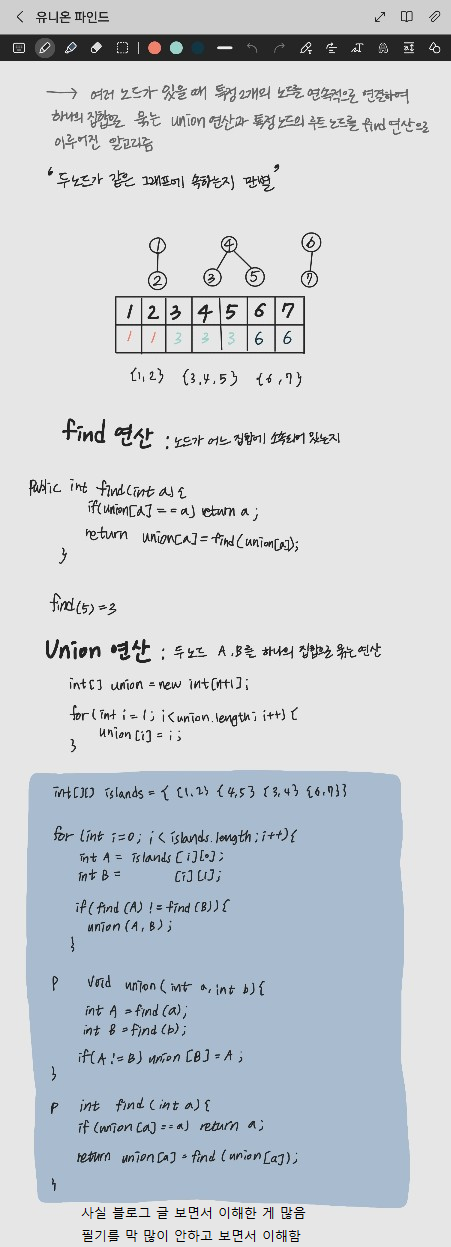 유니온 파인드
→ 여러 노드가 있을 때 특정 2개의 노드를 연속적으로 연결하여
하나의 집합으로 묶는 union 연산과 특정 노드의 루트 노드를 find 연산으로
이루어진 알고리즘
"두 노드가 같은 그래프에 속하는지 판별"
1 4 6
2 3 5 7
1 2 3 4 5 6 7
1 1 3 3 3 6 6
{1,2} {3,4,5} {6,7}
find 연산 : 노드가 어느 집합에 소속되어 있는지
Public int find(int a){
if(union[a] == a) return a;
return union[a]=find(union[a]);
}
find(5)=3
Union 연산 : 두 노드 A,B를 하나의 집합으로 묶는 연산
int[] union = new int[n+1];
for(int i=1; i<union.length; i++){
union[i]=i;
}
int[][] islands = { {1,2} {4,5} {3,4} {6,7}}
for (int i=0; i<islands.length; i++){
int A = islands[i][0];
int B = [i][1];
if(find(A) != find(B)){
union(A,B);
}
P void union(int a, int b){
int A = find(a);
int B = find(b);
if(A != B) union[B]=A;
}
P int find(int a){
if(union[a]==a) return a;
return union[a]=find(union[a]);
}
사실 블로그 글 보면서 이해한 게 많음
필기를 막 많이 안하고 보면서 이해함